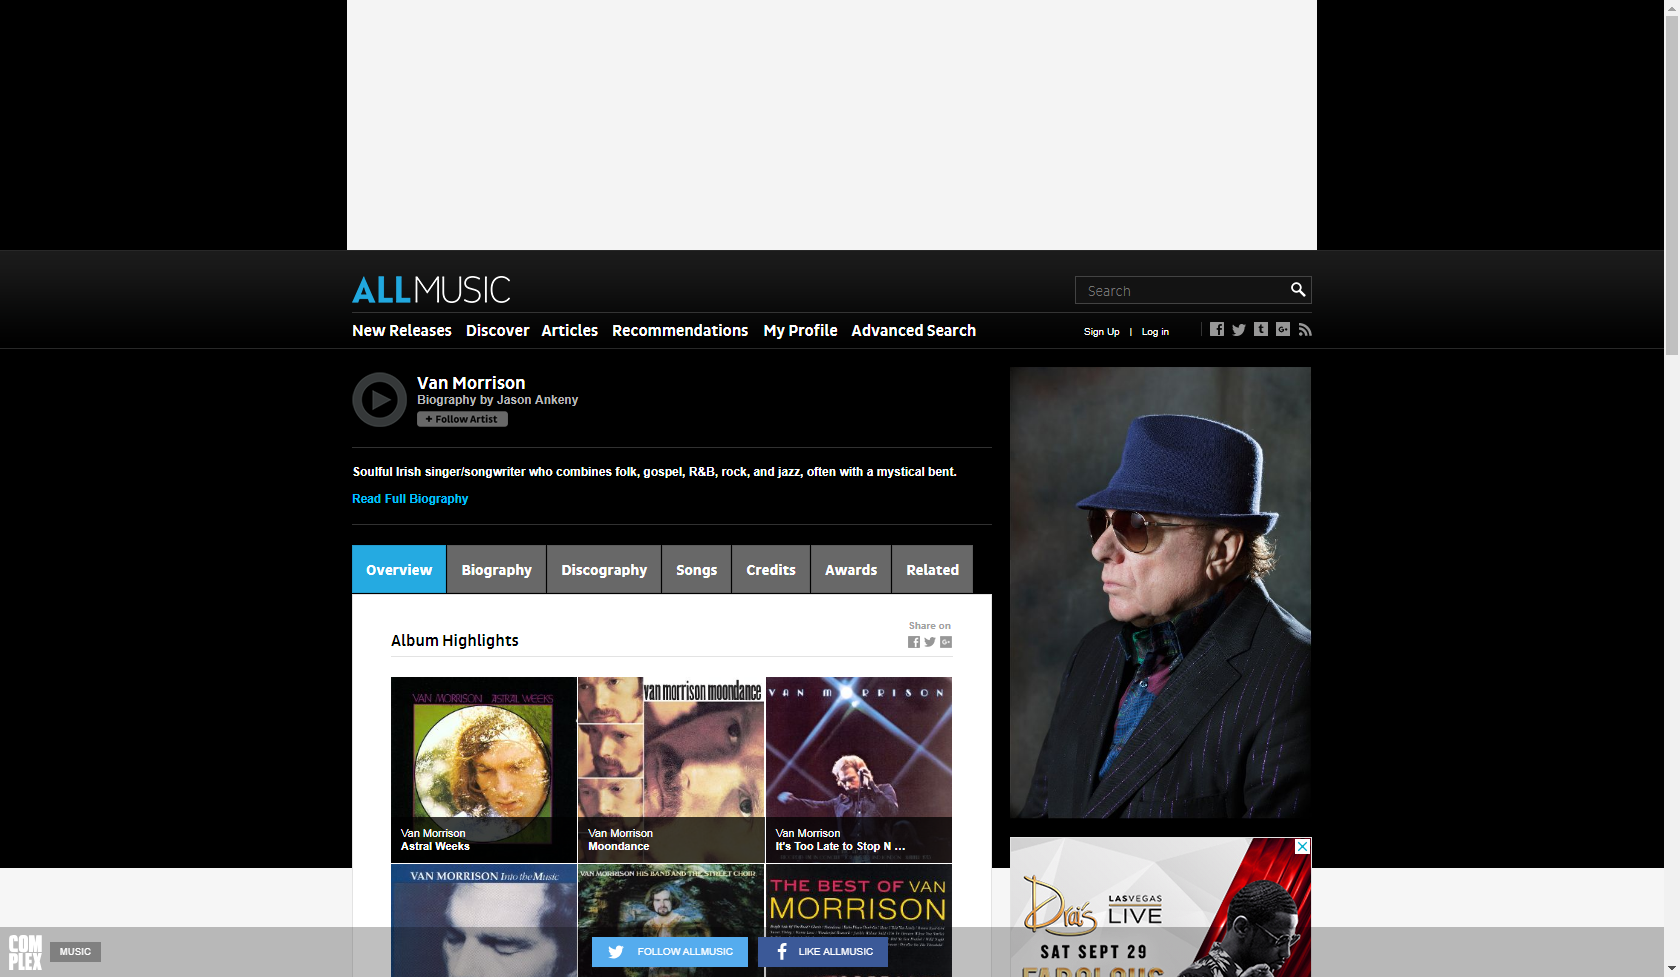 ALLMUSIC
Search
New Releases Discover Articles Recommendations My Profile Advanced Search
Sign Up | Log in
Van Morrison
Biography by Jason Ankeny
+ Follow Artist
Soulful Irish singer/songwriter who combines folk, gospel, R&B, rock, and jazz, often with a mystical bent.
Read Full Biography
Overview Biography Discography Songs Credits Awards Related
Share on
Album Highlights
VAN MORRISON ASTRAL WEEKS
van morrison moondance
VAN MORRISON
Van Morrison
Astral Weeks
Van Morrison
Moondance
Van Morrison
It's Too Late to Stop N ...
VAN MORRISON Into the Music
VAN MORRISON HIS BAND AND THE STREET CHOIR
THE BEST OF VAN
MORRISON
Drai's
LASVEGAS
LIVE
SAT SEPT 29
FABOLOUS
COM
PLEX
MUSIC
FOLLOW ALLMUSIC
LIKE ALLMUSIC